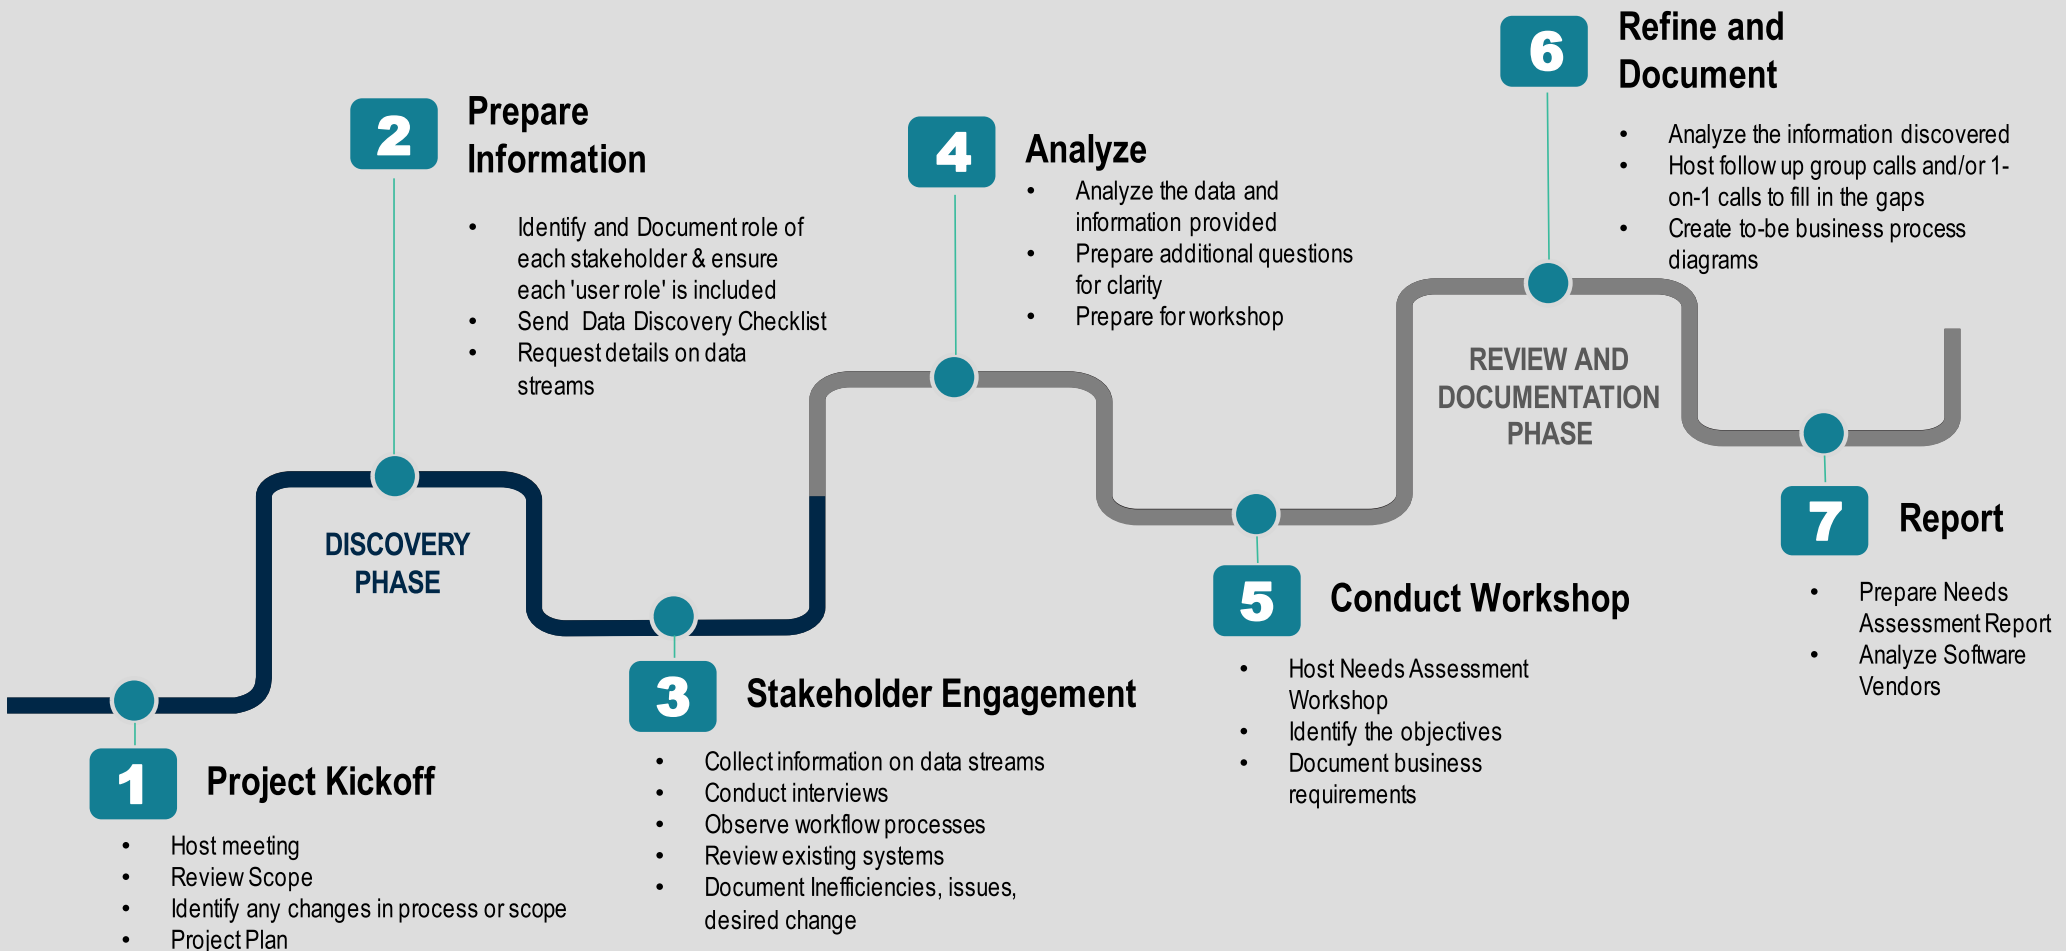 1
Project Kickoff
• Host meeting
• Review Scope
• Identify any changes in process or scope
• Project Plan
2
Prepare
Information
• Identify and Document role of
each stakeholder & ensure
each 'user role' is included
• Send Data Discovery Checklist
• Request details on data
streams
DISCOVERY
PHASE
3
Stakeholder Engagement
• Collect information on data streams
• Conduct interviews
• Observe workflow processes
• Review existing systems
• Document Inefficiencies, issues,
desired change
4
Analyze
• Analyze the data and
information provided
• Prepare additional questions
for clarity
• Prepare for workshop
5
Conduct Workshop
• Host Needs Assessment
Workshop
• Identify the objectives
• Document business
requirements
6
Refine and
Document
• Analyze the information discovered
• Host follow up group calls and/or 1-
on-1 calls to fill in the gaps
• Create to-be business process
diagrams
REVIEW AND
DOCUMENTATION
PHASE
7
Report
• Prepare Needs
Assessment Report
• Analyze Software
Vendors